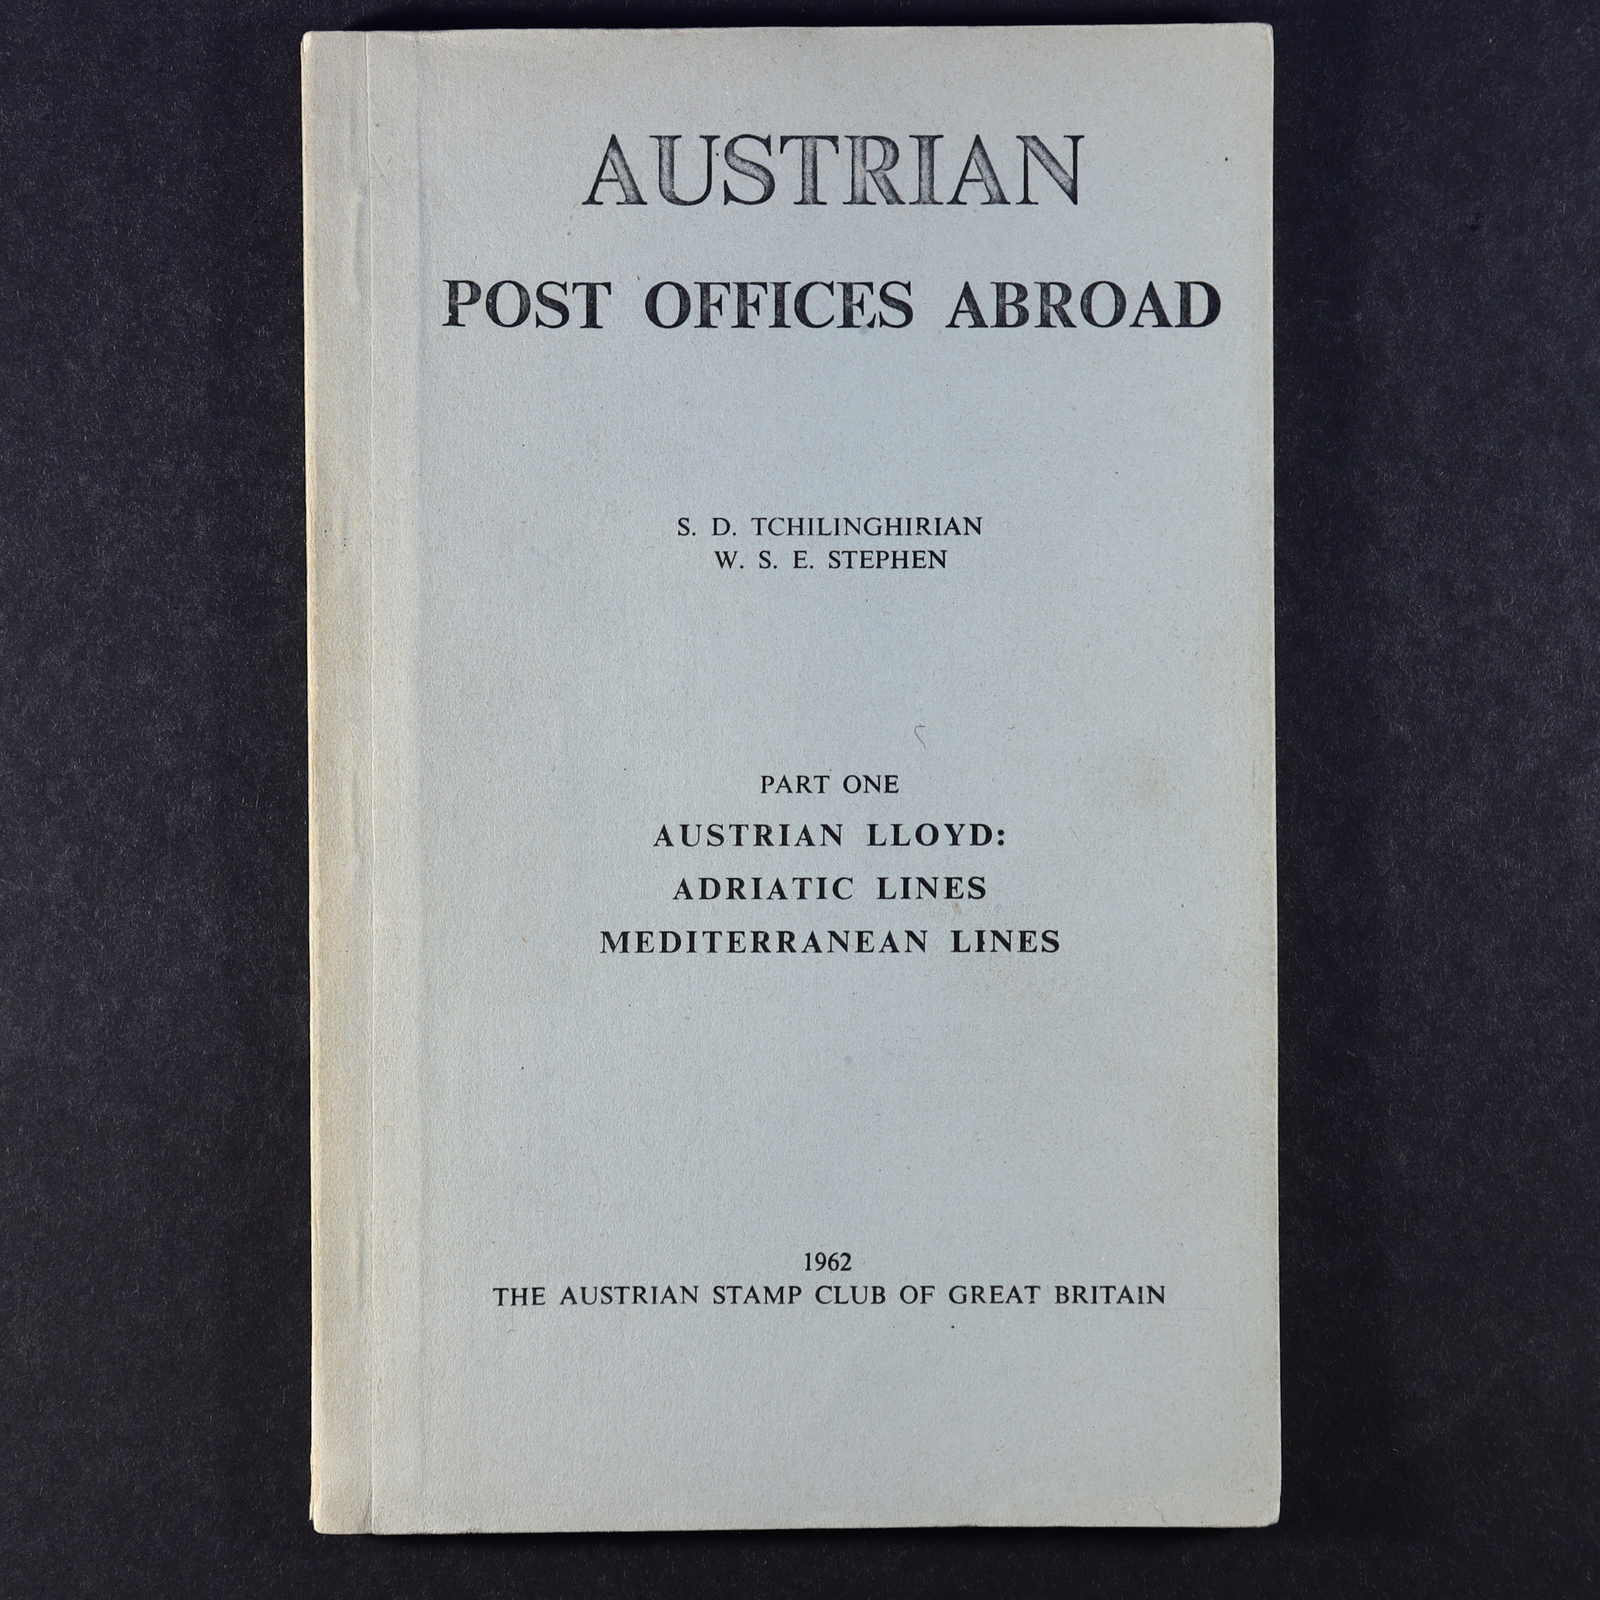 AUSTRIAN
POST OFFICES ABROAD
S. D. TCHILINGHIRIAN
W. S. E. STEPHEN
PART ONE
AUSTRIAN LLOYD:
ADRIATIC LINES
MEDITERRANEAN LINES
1962
THE AUSTRIAN STAMP CLUB OF GREAT BRITAIN